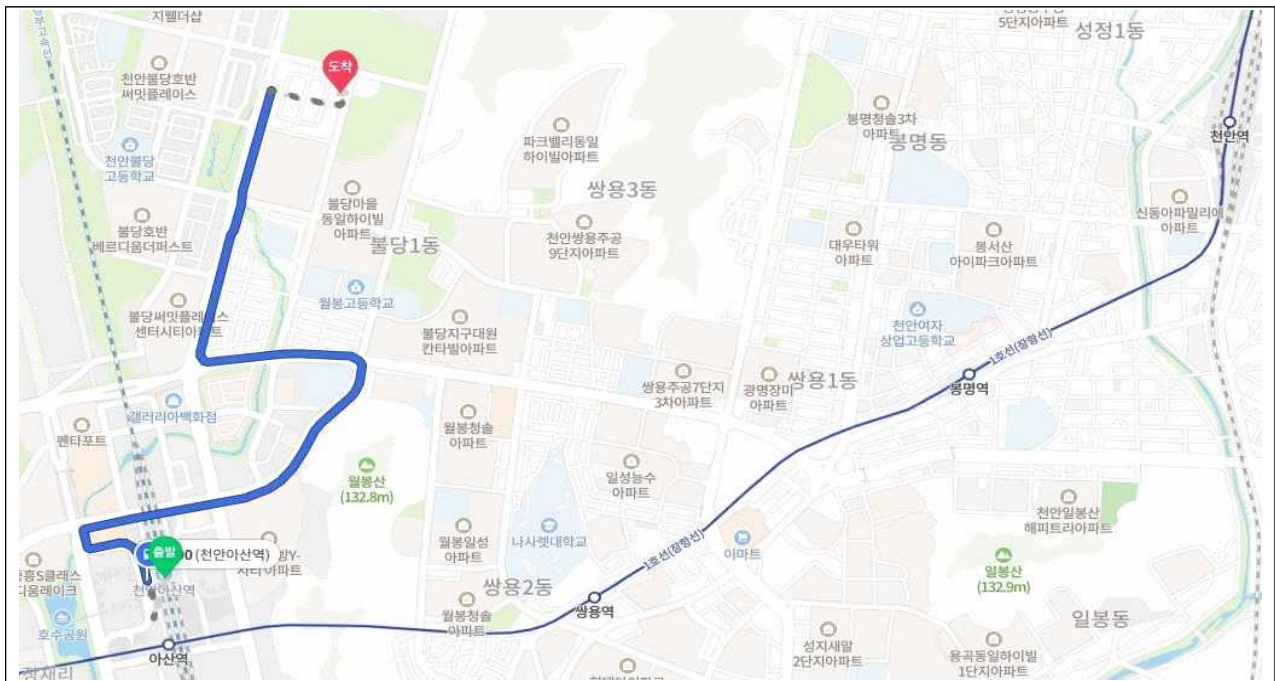 지웰더샵
5단지아파트
성정1동
천안불당호반
써밋플레이스
도착
천안불당
고등학교
파크밸리동일
하이빌아파트
봉명청솔3차
아파트
봉명동
천안역
쌍용3동
불당마을
동일하이빌
아파트
불당호반
베르디움더퍼스트
불당1동
천안쌍용주공
9단지아파트
대우타워
아파트
봉서산
아이파크아파트
신동아파밀리에
아파트
월봉고등학교
불당써밋플레이스
센터시티아파트
불당지구대원
칸타빌아파트
천안여자
상업고등학교
1호선(장항선)
쌍용주공7단지
3차아파트
광명장미
아파트
쌍용1동
봉명역
갤러리아백화점
펜타포트
월봉청솔
아파트
월봉산
(132.8m)
일성능수
아파트
천안일봉산
해피트리아파트
월봉일성
아파트
나사렛대학교
이마트
출발
(천안아산역)
천안아산역
1호선(장항선)
일봉산
(132.9m)
쌍용2동
쌍용역
월봉청솔
아파트
호수공원
아산역
일봉동
성지새말
2단지아파트
용곡동일하이빌
1단지아파트
장재리